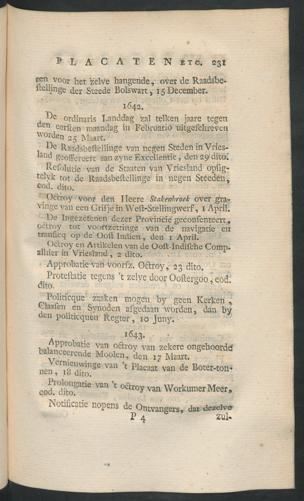 PLACATEN ETC. 231
een voor het zelve hangende, over de Raadsbe-
stellinge der Steede Bolswart, 15 December.
1642.
De ordinaris Landdag zal telken jaare tegen
den eersten maandag in Februario uitgeschreven
worden 25 Maart.
De Raadsbestellinge van negen Steden in Vries-
land geoffereert aan zyne Excellentie, den 29 dito.
Resolutie van de Staaten van Vriesland opsig-
telyk tot de Raadsbestellinge in negen Steeden,
eod. dito.
Octroy voor den Heere Stakenbroek over gra-
vinge van een Grifje in West-Stellingwerf, 1 April.
De Ingezetenen dezer Provincie geconsenteert,
octroy tot voortzettinge van de navigatie en
traficq op de Oost Indien, den 1 April.
Octroy en Artikelen van de Oost-Indische Comp-
alhier in Vriesland, 2 dito.
Approbatie van voorsz. Octroy, 23 dito.
Protestatie tegens 't zelve door Oostergoo, eod.
dito.
Politicque zaaken mogen by geen Kerken,
Classen en Synoden afgedaan worden, dan by
den politicquen Regter, 10 Juny.
1643.
Approbatie van octroy van zekere ongehoorde
balanceerende Moolen, den 17 Maart.
Vernieuwinge van 't Placaat van de Boter-ton-
nen, 18 dito.
Prolongatie van 't octroy van Workumer Meer,
eod. dito.
Notificatie nopens de Ontvangers, dat dezelve
P 4 zul-